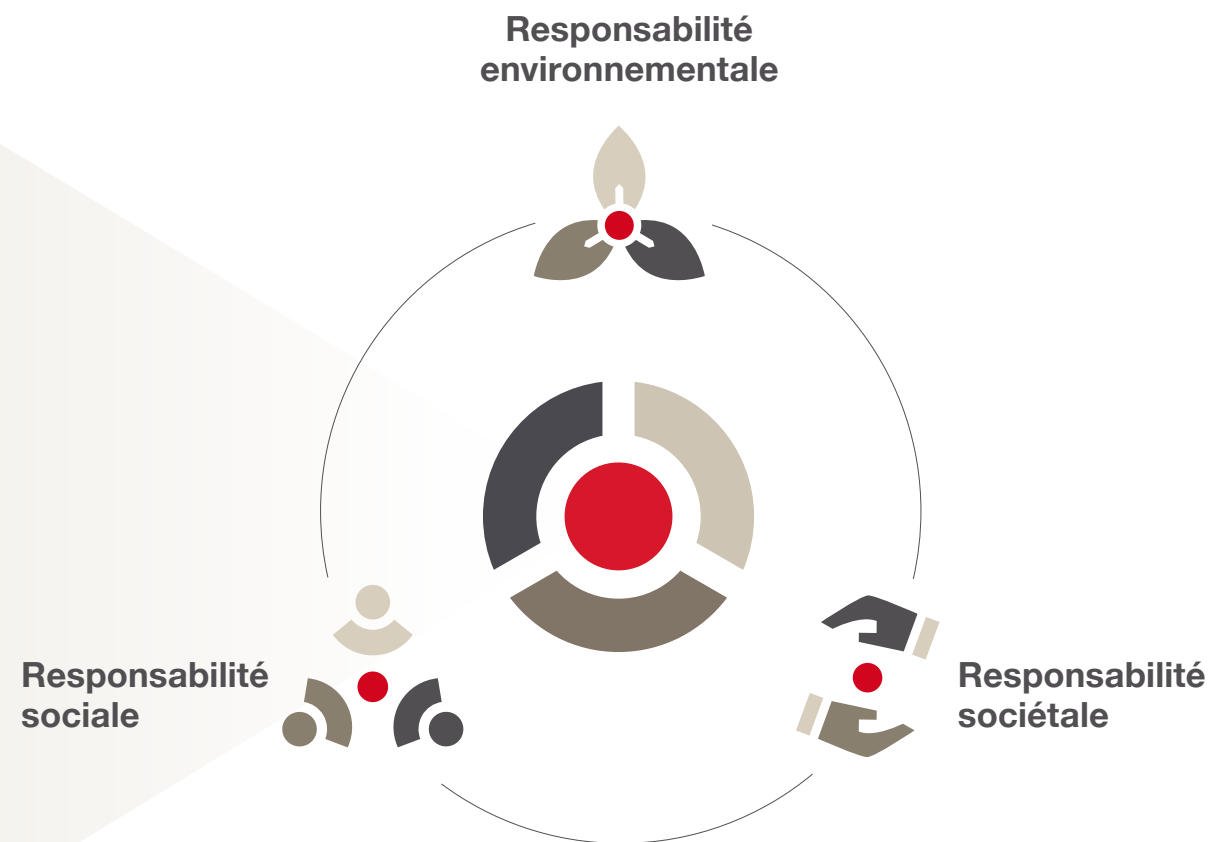 Responsabilité
environnementale
Responsabilité
sociale
Responsabilité
sociétale